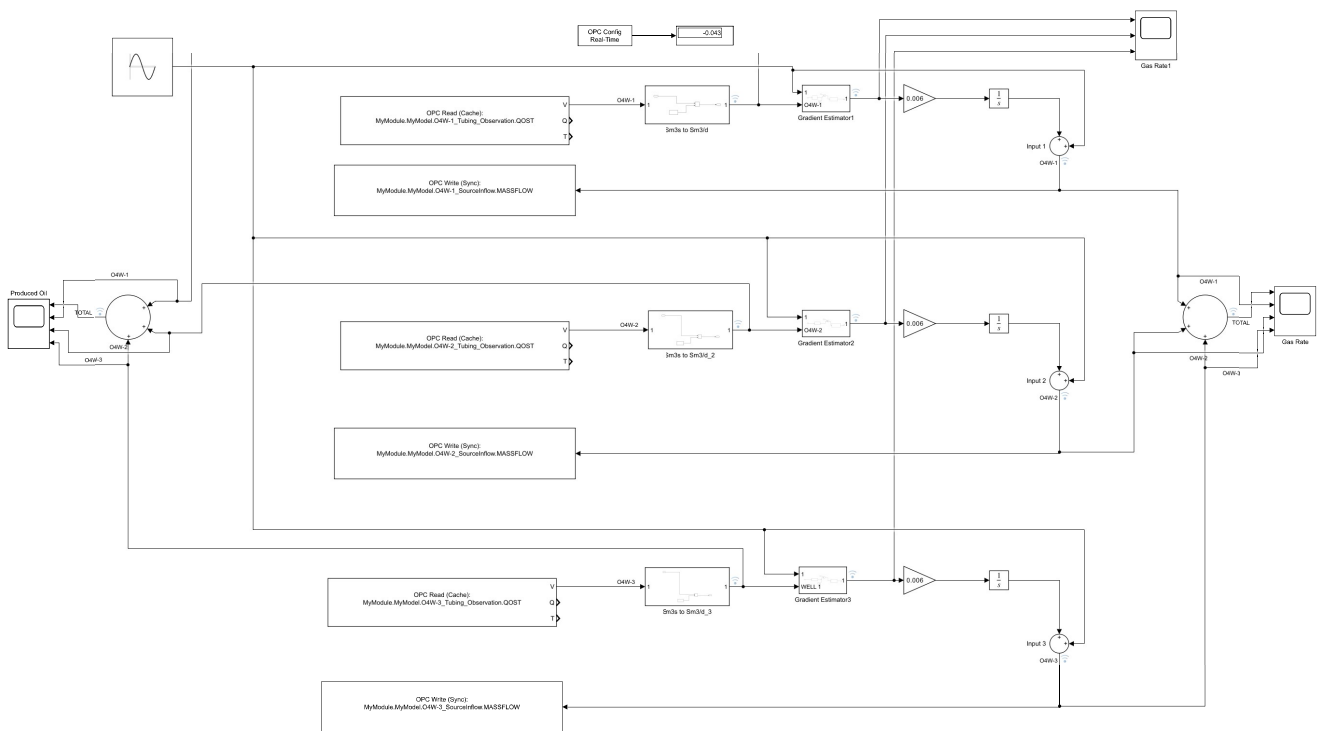 OPC Config
Real-Time
-0.043
Gas Rate1
OPC Read (Cache):
MyModule.MyModel.O4W-1_Tubing_Observation.QOST
V
Q
T
O4W-1
1
1
Sm3s to Sm3/d
1
O4W-1
1
Gradient Estimator1
0.006
1
s
Input 1
+
+
O4W-1
OPC Write (Sync):
MyModule.MyModel.O4W-1_SourceInflow.MASSFLOW
Produced Oil
O4W-1
TOTAL
+
+
+
O4W-2
O4W-3
OPC Read (Cache):
MyModule.MyModel.O4W-2_Tubing_Observation.QOST
V
Q
T
O4W-2
1
1
Sm3s to Sm3/d_2
1
O4W-2
1
Gradient Estimator2
0.006
1
s
Input 2
+
+
O4W-2
O4W-1
+
+
+
TOTAL
O4W-2
O4W-3
Gas Rate
OPC Write (Sync):
MyModule.MyModel.O4W-2_SourceInflow.MASSFLOW
OPC Read (Cache):
MyModule.MyModel.O4W-3_Tubing_Observation.QOST
V
Q
T
O4W-3
1
1
Sm3s to Sm3/d_3
1
WELL 1
1
Gradient Estimator3
0.006
1
s
Input 3
+
+
O4W-3
OPC Write (Sync):
MyModule.MyModel.O4W-3_SourceInflow.MASSFLOW